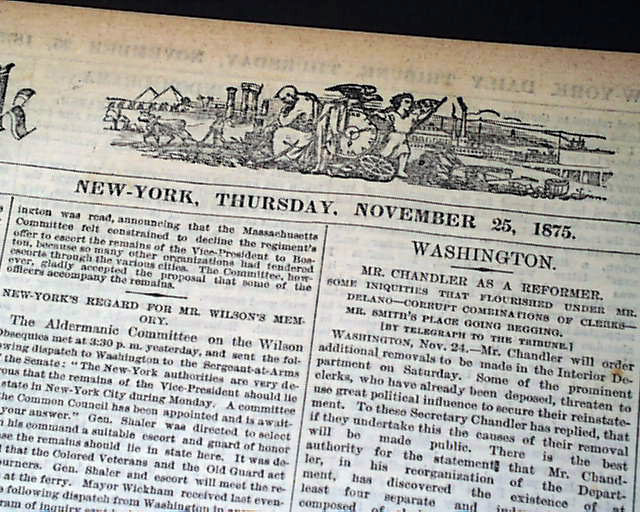 k
NEW-YORK, THURSDAY, NOVEMBER 25, 1875.
ington was read, announcing that the Massachusetts
Committee felt constrained to decline the regiment's
offer to escort the remains of the Vice-President to Bos-
ton, because so many other organizations had tendered
escorts through the various cities. The Committee, how-
ever, gladly accepted the proposal that some of the
officers accompany the remains.
NEW-YORK'S REGARD FOR MR. WILSON'S MEM-
ORY.
The Aldermanic Committee on the Wilson
Obsequies met at 3:30 p. m. yesterday, and sent the fol-
owing dispatch to Washington to the Sergeant-at-Arms
f the Senate: "The New-York authorities are very de-
rous that the remains of the Vice-President should lie
state in New-York City during Monday. A committee
the Common Council has been appointed and is await-
your answer." Gen. Shaler was directed to select
his command a suitable escort and guard of honor
se the remains should lie in state here. It was de-
d that the Colored Veterans and the Old Guard act
urners. Gen. Shaler and escort will meet the re-
at the ferry. Mayor Wickham received last even-
following dispatch from Washington in
ram of inquiry sent
WASHINGTON.
MR. CHANDLER AS A REFORMER.
SOME INIQUITIES THAT FLOURISHED UNDER MR.
DELANO—CORRUPT COMBINATIONS OF CLERKS—
MR. SMITH'S PLACE GOING BEGGING.
[BY TELEGRAPH TO THE TRIBUNE.]
WASHINGTON, Nov. 24.—Mr. Chandler will order
additional removals to be made in the Interior De-
partment on Saturday. Some of the prominent
clerks, who have already been deposed, threaten to
use great political influence to secure their reinstate-
ment. To these Secretary Chandler has replied, that
if they undertake this the causes of their removal
will be made public. There is the best
authority for the statement that Mr. Chand-
ler, in his reorganization of the Depart-
ment, has discovered the existence of at
least four separate and
composed of